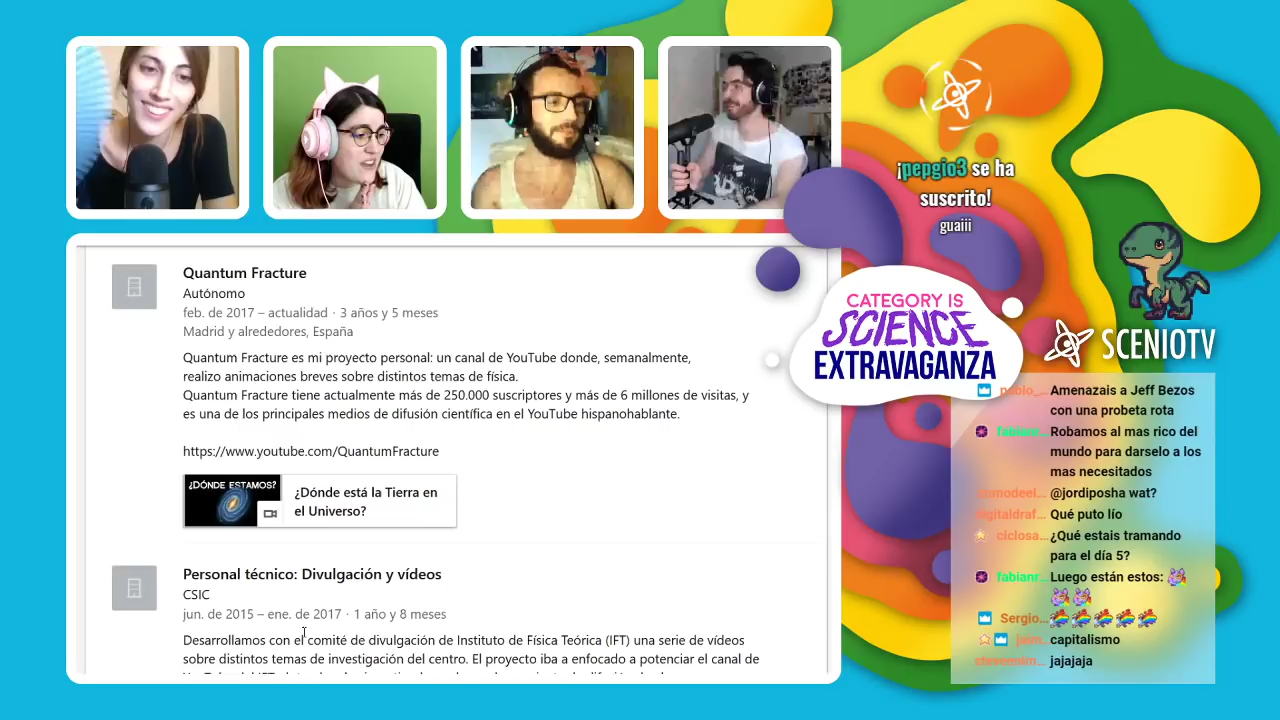 Quantum Fracture
Autónomo
feb. de 2017 – actualidad · 3 años y 5 meses
Madrid y alrededores, España
Quantum Fracture es mi proyecto personal: un canal de YouTube donde, semanalmente,
realizo animaciones breves sobre distintos temas de física.
Quantum Fracture tiene actualmente más de 250.000 suscriptores y más de 6 millones de visitas, y
es una de los principales medios de difusión científica en el YouTube hispanohablante.
https://www.youtube.com/QuantumFracture
¿DÓNDE ESTAMOS?
¿Dónde está la Tierra en
el Universo?
Personal técnico: Divulgación y vídeos
CSIC
jun. de 2015 – ene. de 2017 · 1 año y 8 meses
Desarrollamos con el comité de divulgación de Instituto de Física Teórica (IFT) una serie de vídeos
sobre distintos temas de investigación del centro. El proyecto iba a enfocado a potenciar el canal de
¡pepgio3 se ha
suscrito!
guaiii
CATEGORY IS
SCIENCE
EXTRAVAGANZA
SCENIOTV
Amenazais a Jeff Bezos
con una probeta rota
fabianr... Robamos al mas rico del
mundo para darselo a los
mas necesitados
@jordiposha wat?
digitaldraf... Qué puto lío
ciclosa... ¿Qué estais tramando
para el día 5?
fabianr... Luego están estos:
Sergio...
capitalismo
jajajaja